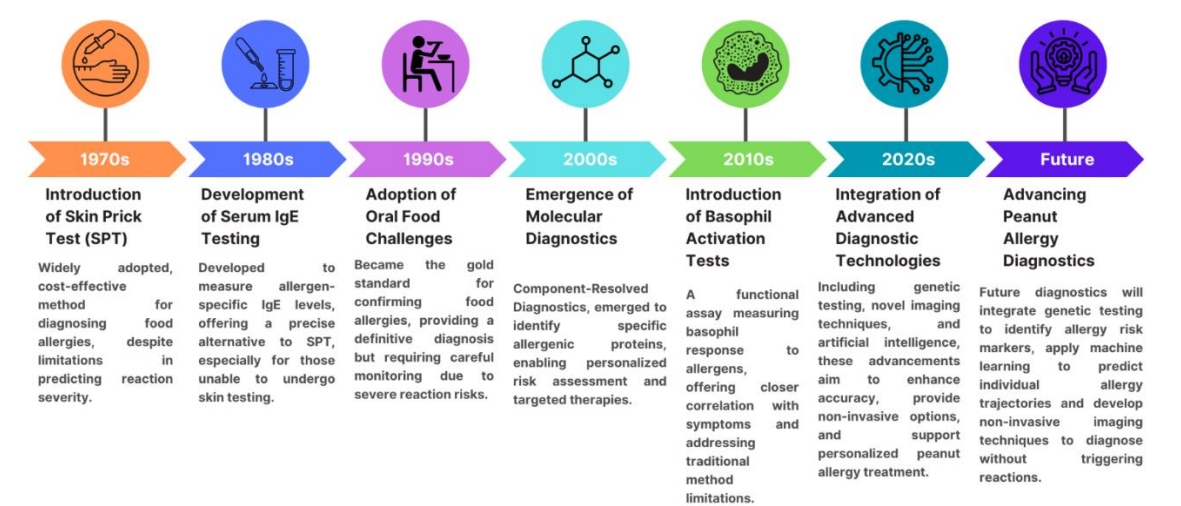 1970s
Introduction
of Skin Prick
Test (SPT)
Widely adopted,
cost-effective
method for
diagnosing food
allergies, despite
limitations in
predicting reaction
severity.
1980s
Development
of Serum IgE
Testing
Developed to
measure allergen-
specific IgE levels,
offering a precise
alternative to SPT,
especially for those
unable to undergo
skin testing.
1990s
Adoption of
Oral Food
Challenges
Became the gold
standard for
confirming food
allergies, providing a
definitive diagnosis
but requiring careful
monitoring due to
severe reaction risks.
2000s
Emergence of
Molecular
Diagnostics
Component-Resolved
Diagnostics, emerged to
identify specific
allergenic proteins,
enabling personalized
risk assessment and
targeted therapies.
2010s
Introduction
of Basophil
Activation
Tests
A functional
assay measuring
basophil
response to
allergens,
offering closer
correlation with
symptoms and
addressing
traditional
method
limitations.
2020s
Integration of
Advanced
Diagnostic
Technologies
Including genetic
testing, novel imaging
techniques, and
artificial intelligence,
these advancements
aim to enhance
accuracy, provide
non-invasive options,
and support
personalized peanut
allergy treatment.
Future
Advancing
Peanut
Allergy
Diagnostics
Future diagnostics will
integrate genetic testing
to identify allergy risk
markers, apply machine
learning to predict
individual allergy
trajectories and develop
non-invasive imaging
techniques to diagnose
without triggering
reactions.